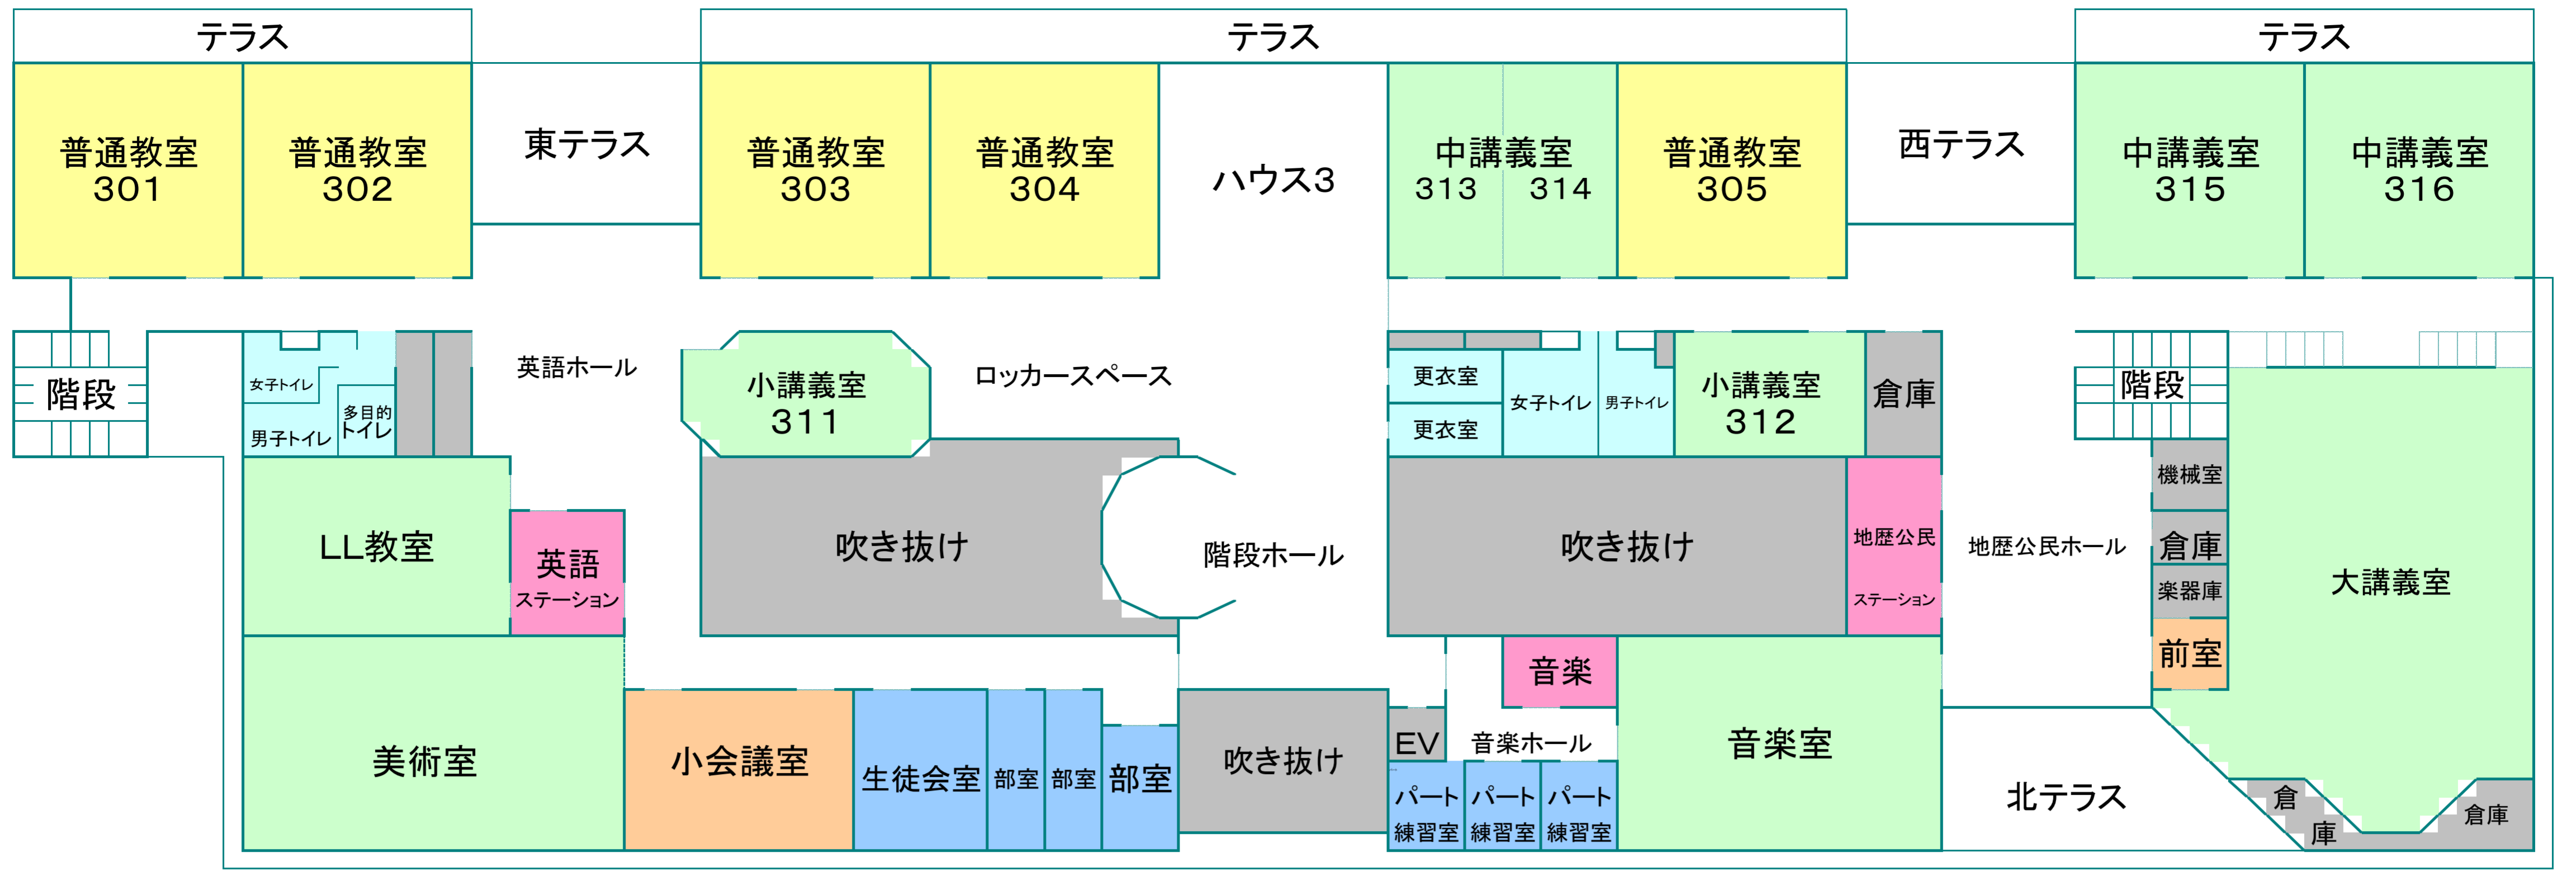 テラス
テラス
テラス
普通教室
301
普通教室
302
東テラス
普通教室
303
普通教室
304
ハウス3
中講義室
313
314
普通教室
305
西テラス
中講義室
315
中講義室
316
階段
女子トイレ
男子トイレ
多目的
トイレ
英語ホール
小講義室
311
ロッカースペース
更衣室
更衣室
女子トイレ
男子トイレ
小講義室
312
倉庫
階段
LL教室
英語
ステーション
吹き抜け
階段ホール
吹き抜け
地歴公民
ステーション
地歴公民ホール
機械室
倉庫
楽器庫
前室
大講義室
美術室
小会議室
生徒会室
部室
部室
部室
吹き抜け
EV
音楽
音楽ホール
パート
練習室
パート
練習室
パート
練習室
音楽室
北テラス
倉
庫
倉庫